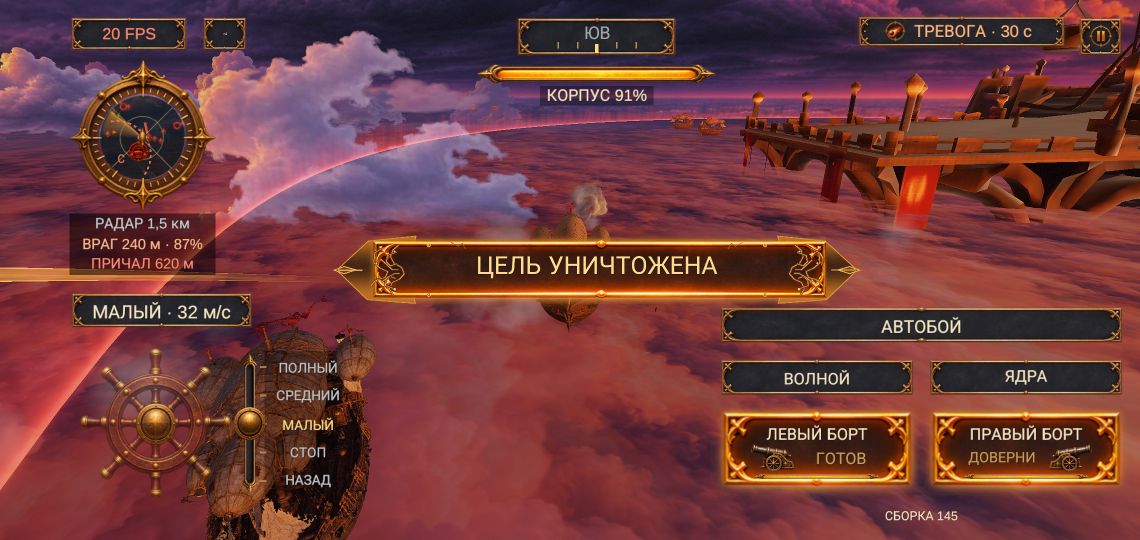 20 FPS
ЮВ
ТРЕВОГА · 30 с
КОРПУС 91%
С
РАДАР 1,5 км
ВРАГ 240 м · 87%
ПРИЧАЛ 620 м
ЦЕЛЬ УНИЧТОЖЕНА
МАЛЫЙ · 32 м/с
ПОЛНЫЙ
СРЕДНИЙ
МАЛЫЙ
СТОП
НАЗАД
АВТОБОЙ
ВОЛНОЙ
ЯДРА
ЛЕВЫЙ БОРТ
ГОТОВ
ПРАВЫЙ БОРТ
ДОВЕРНИ
СБОРКА 145